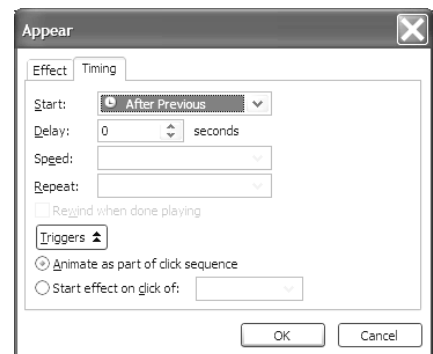 Appear
Effect Timing
Start: After Previous
Delay: 0 seconds
Speed:
Repeat:
Rewind when done playing
Triggers
Animate as part of click sequence
Start effect on click of:
OK Cancel